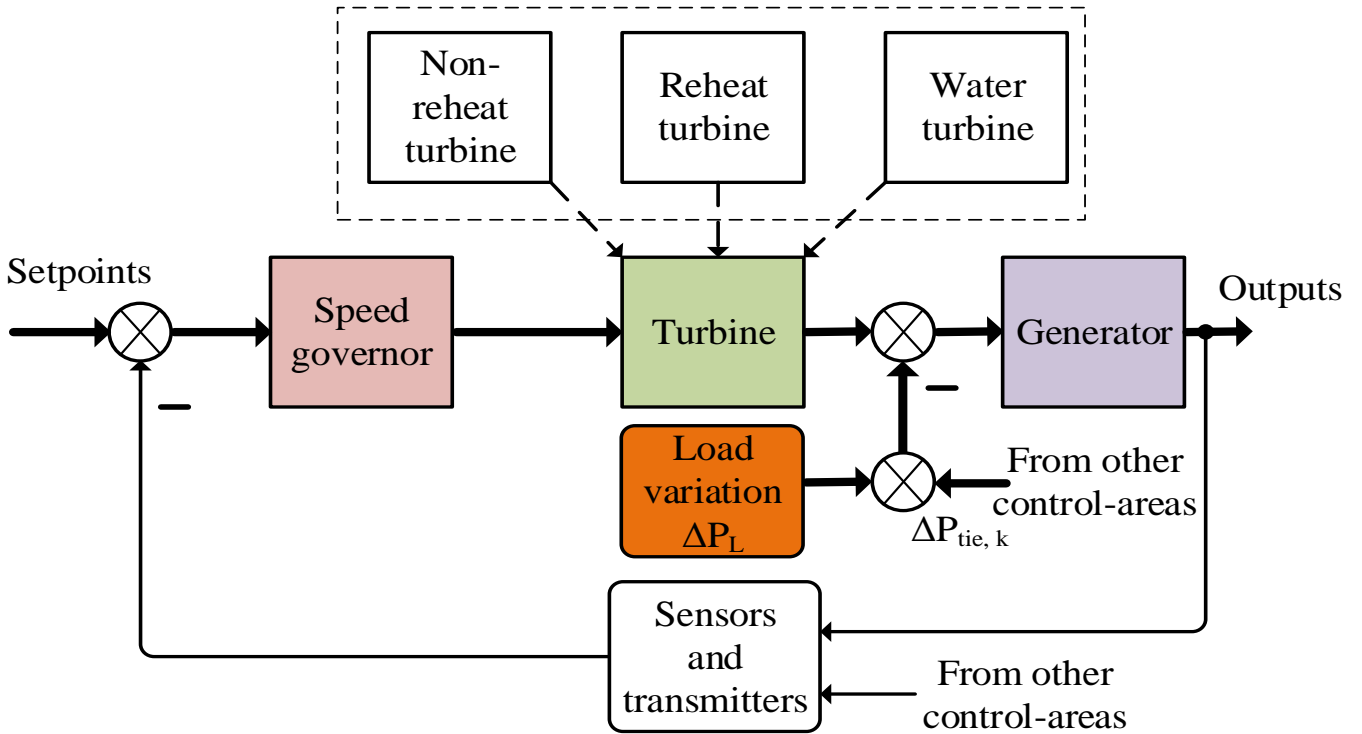 Non-
reheat
turbine
Reheat
turbine
Water
turbine
Setpoints
Speed
governor
Turbine
Generator
Outputs
Load
variation
ΔP_L
From other
control-areas
ΔP_tie, k
Sensors
and
transmitters
From other
control-areas